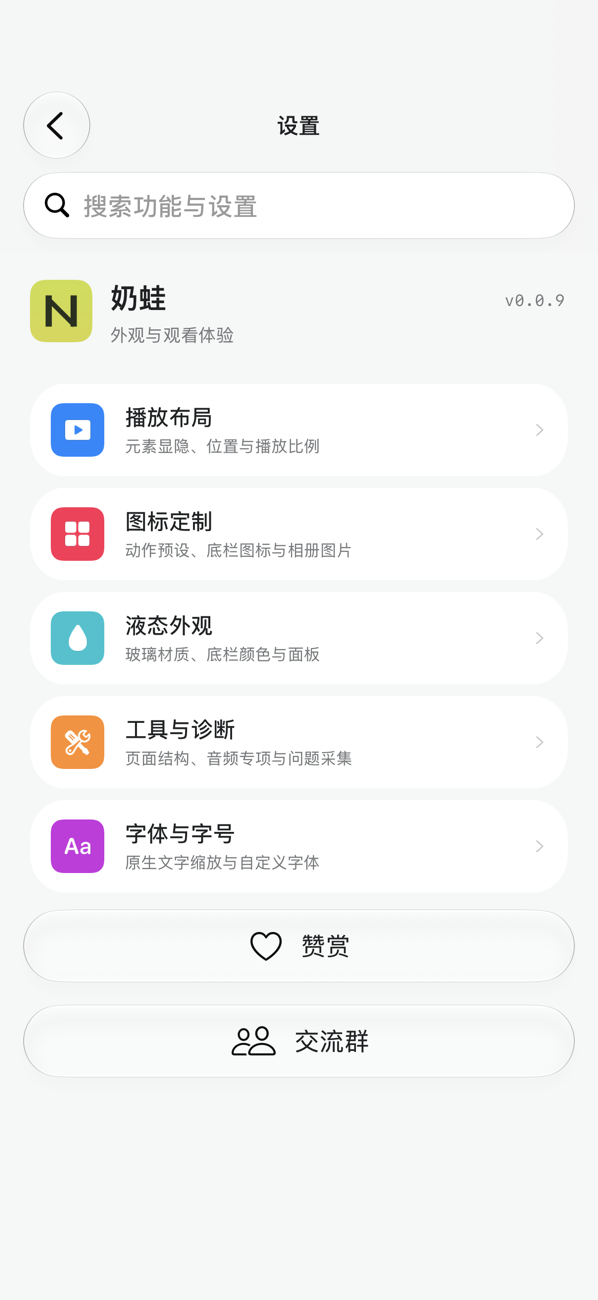 设置
搜索功能与设置
N
奶蛙
v0.0.9
外观与观看体验
播放布局
元素显隐、位置与播放比例
图标定制
动作预设、底栏图标与相册图片
液态外观
玻璃材质、底栏颜色与面板
工具与诊断
页面结构、音频专项与问题采集
Aa
字体与字号
原生文字缩放与自定义字体
赞赏
交流群